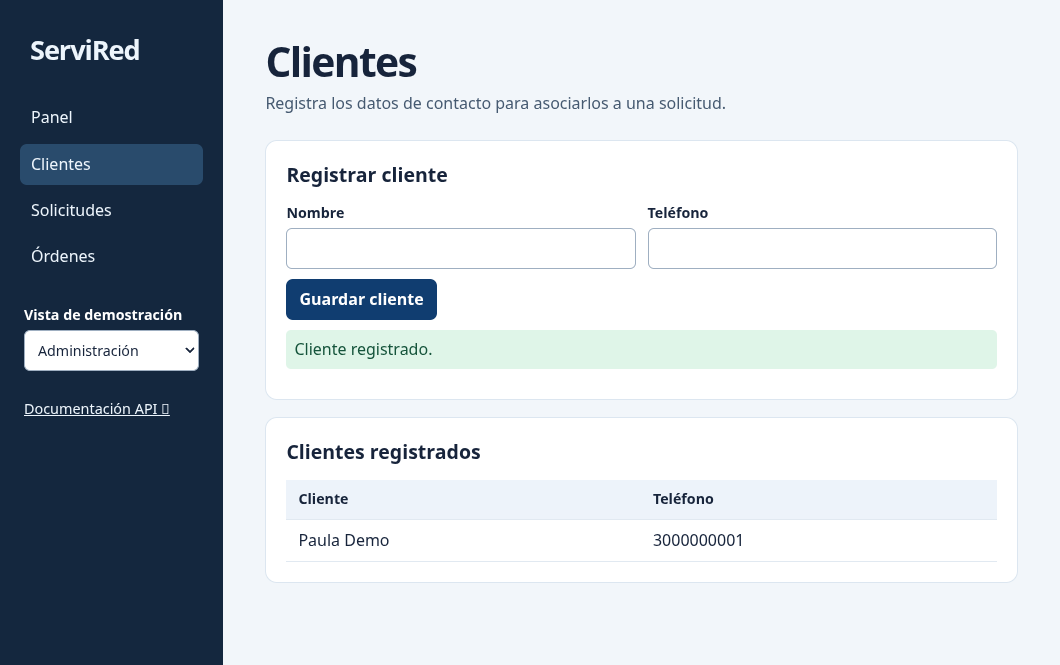 ServiRed
Panel
Clientes
Solicitudes
Órdenes
Vista de demostración
Administración
Documentación API
Clientes
Registra los datos de contacto para asociarlos a una solicitud.
Registrar cliente
Nombre
Teléfono
Guardar cliente
Cliente registrado.
Clientes registrados
Cliente Teléfono
Paula Demo 3000000001